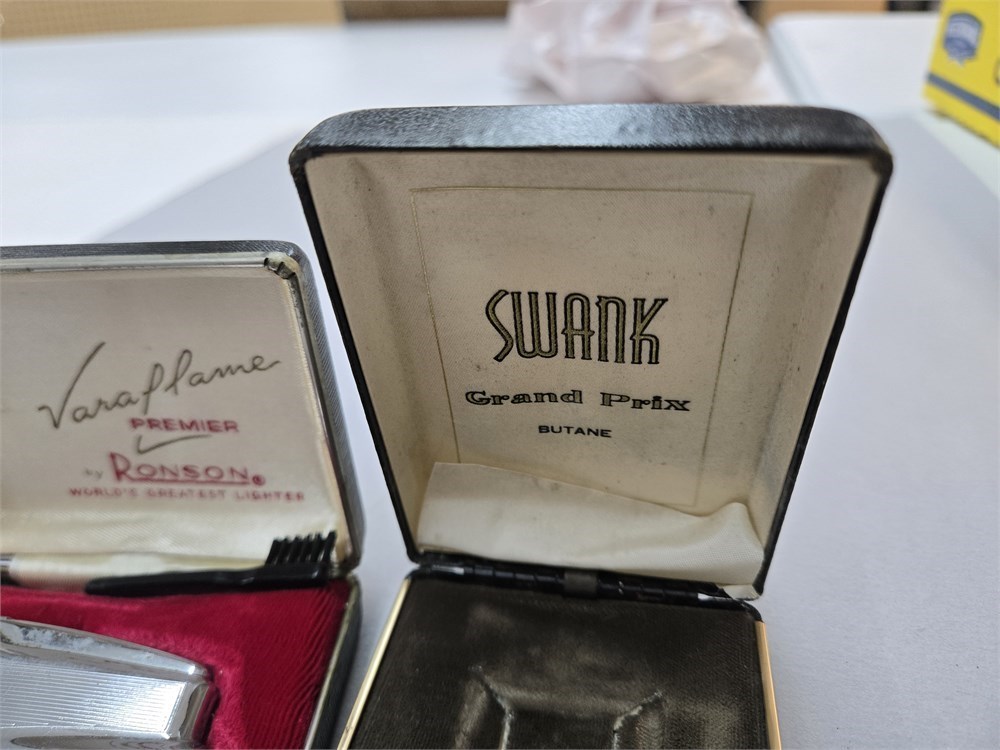 Varaflame
PREMIER
by RONSON®
WORLD'S GREATEST LIGHTER
SWANK
Grand Prix
BUTANE